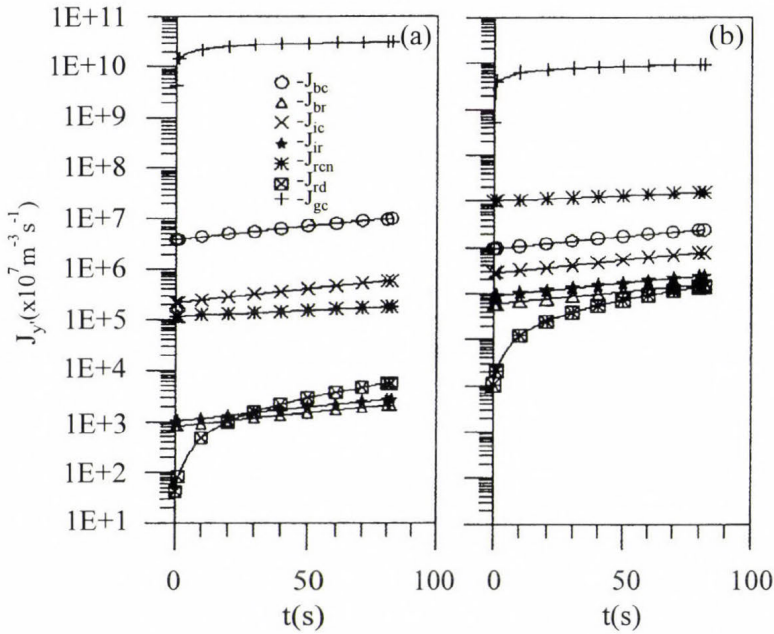 1E+11
1E+10
1E+9
1E+8
1E+7
1E+6
1E+5
1E+4
1E+3
1E+2
1E+1
J_y' (x10^7 m^-3 s^-1)
(a)
-J_bc
-J_br
-J_ic
-J_ir
-J_rcn
-J_rd
-J_gc
0 50 100
t(s)
(b)
0 50 100
t(s)